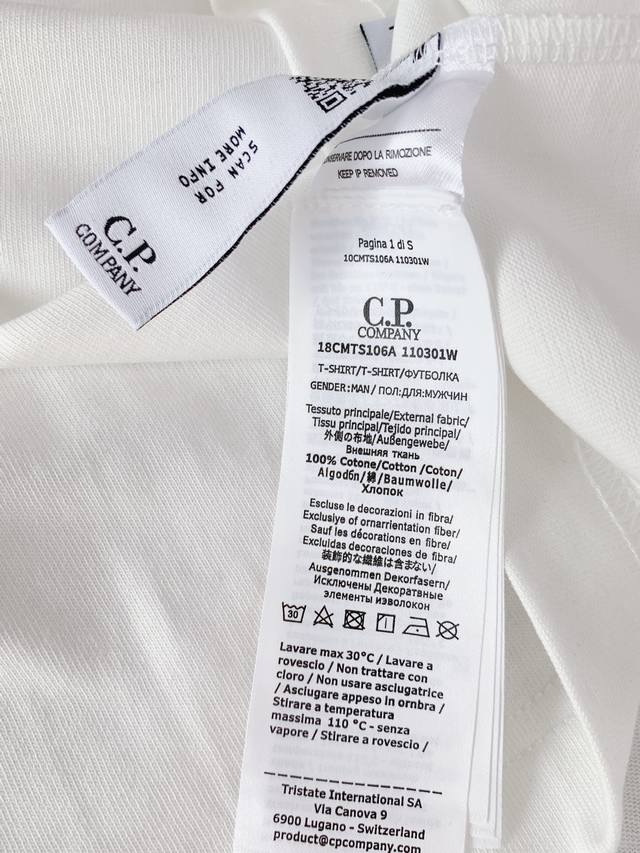 SCAN FOR
MORE INFO
C.P.
COMPANY
CONSERVARE DOPO LA RIMOZIONE
KEEP IP REMOVED
Pagina 1 di S
10CMTS106A 110301W
C.P.
COMPANY
18CMTS106A 110301W
T-SHIRT/T-SHIRT/ФУТБОЛКА
GENDER:MAN/ ПОЛ:ДЛЯ:МУЖЧИН
Tessuto principale/External fabric/
Tissu principal/Tejido principal/
外側の布地/Außengewebe/
Внешняя ткань
100% Cotone/Cotton /Coton/
Algodбn/綿/Baumwolle/
Хлопок
Escluse le decorazioni in fibra/
Exclusiye of ornarrientation fiber/
Sauf les décorations en fibre/
Excluidas decoraciones de fibra/
装飾的な繊維は含まない/
Ausgenommen Dekorfasern/
Исключены Декоратвные
элементы изволокон
30
Lavare max 30°C / Lavare a
rovescio / Non trattare con
cloro / Non usare asciugatrice
/ Asciugare appeso in ornbra /
Stirare a temperatura
massima 110 °C - senza
vapore / Stirare a rovescio /
Tristate International SA
Via Canova 9
6900 Lugano - Switzerland
product@cpcompany.com